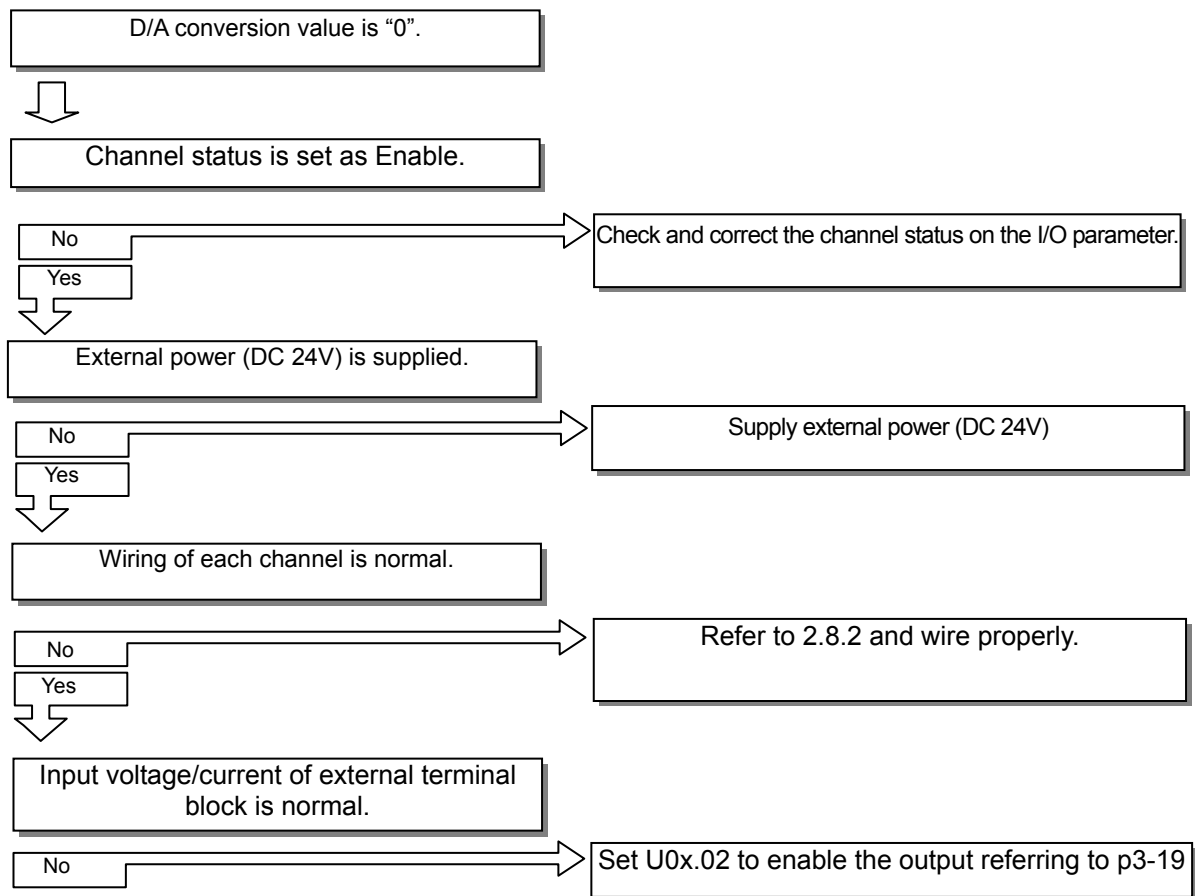 D/A conversion value is “0”.
Channel status is set as Enable.
No
Check and correct the channel status on the I/O parameter.
Yes
External power (DC 24V) is supplied.
No
Supply external power (DC 24V)
Yes
Wiring of each channel is normal.
No
Refer to 2.8.2 and wire properly.
Yes
Input voltage/current of external terminal
block is normal.
No
Set U0x.02 to enable the output referring to p3-19